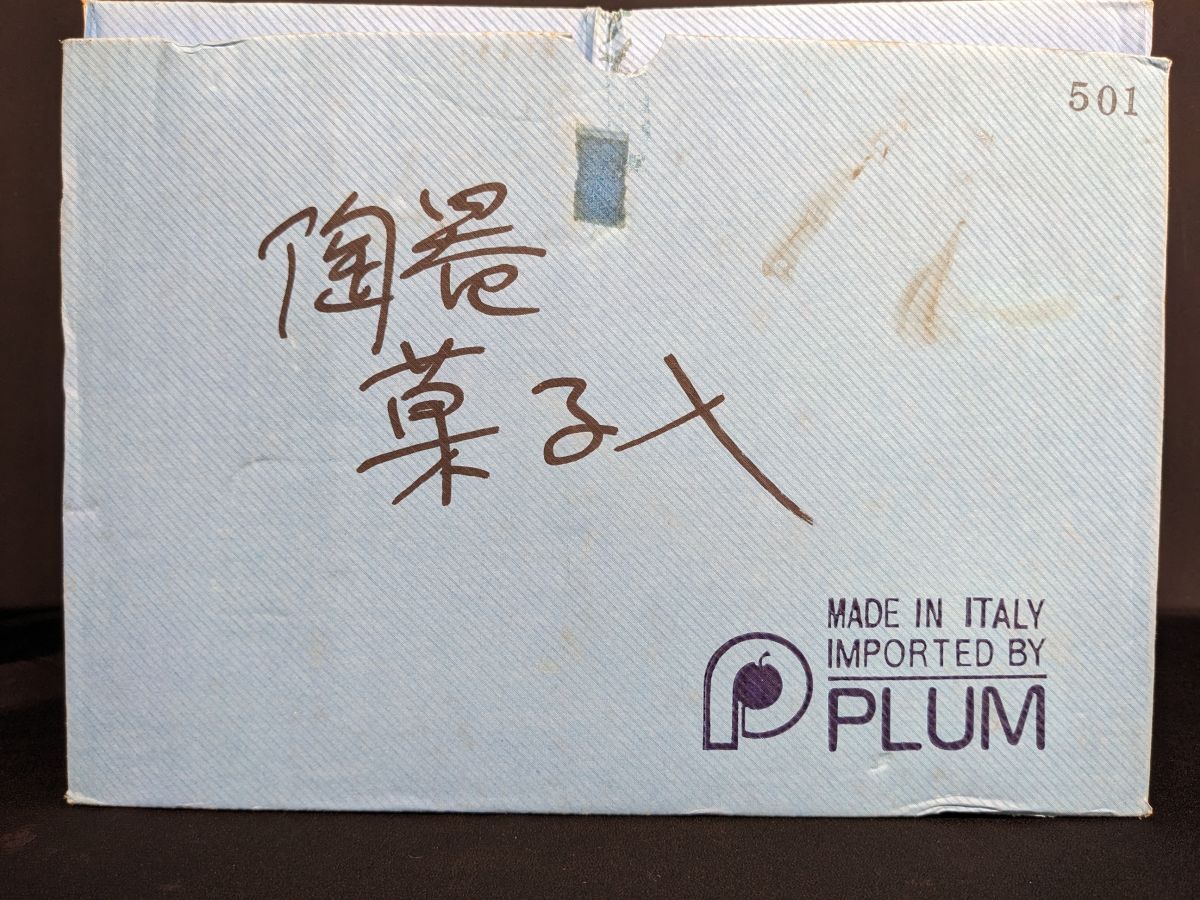 501
陶器
菓子入
MADE IN ITALY
IMPORTED BY
PLUM